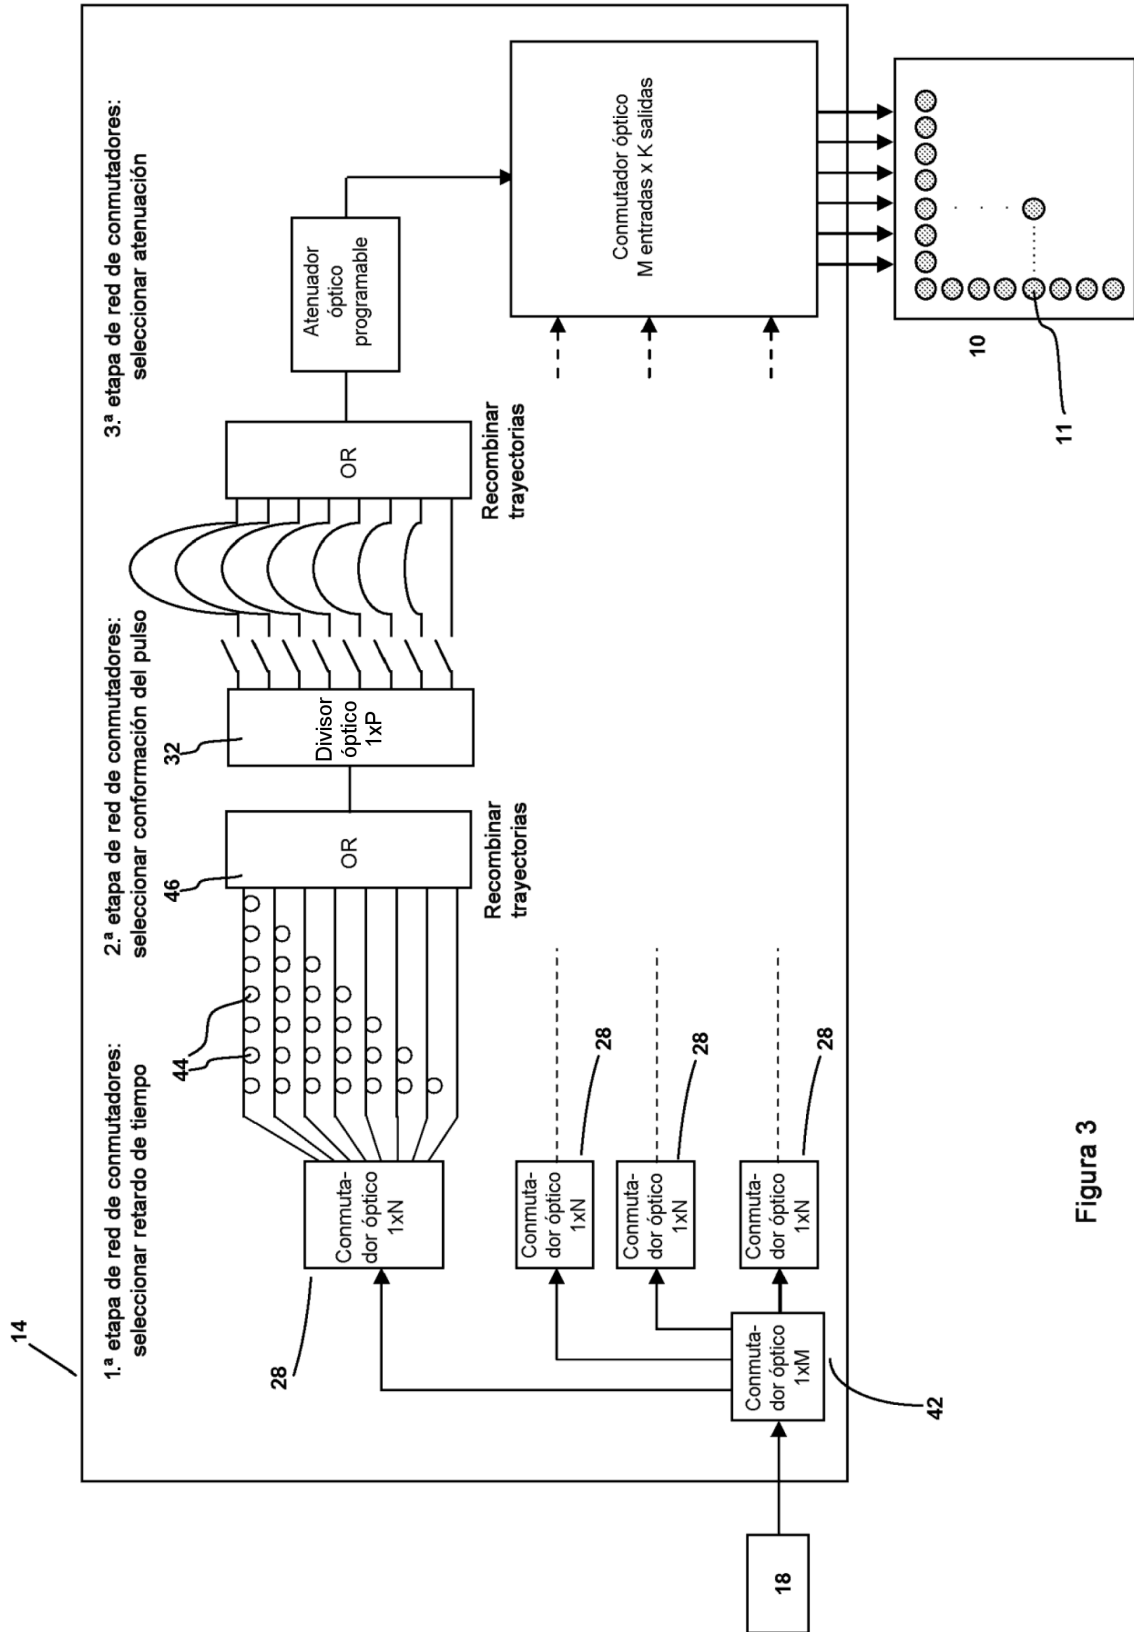 14
1.ª etapa de red de conmutadores:
seleccionar retardo de tiempo
2.ª etapa de red de conmutadores:
seleccionar conformación del pulso
3.ª etapa de red de conmutadores:
seleccionar atenuación
28
Conmuta-
dor óptico
1xN
44
46
OR
Recombinar
trayectorias
32
Divisor
óptico
1xP
OR
Recombinar
trayectorias
Atenuador
óptico
programable
Conmutador óptico
M entradas x K salidas
Conmuta-
dor óptico
1xN
28
Conmuta-
dor óptico
1xN
28
Conmuta-
dor óptico
1xN
28
Conmuta-
dor óptico
1xM
42
18
10
11
Figura 3